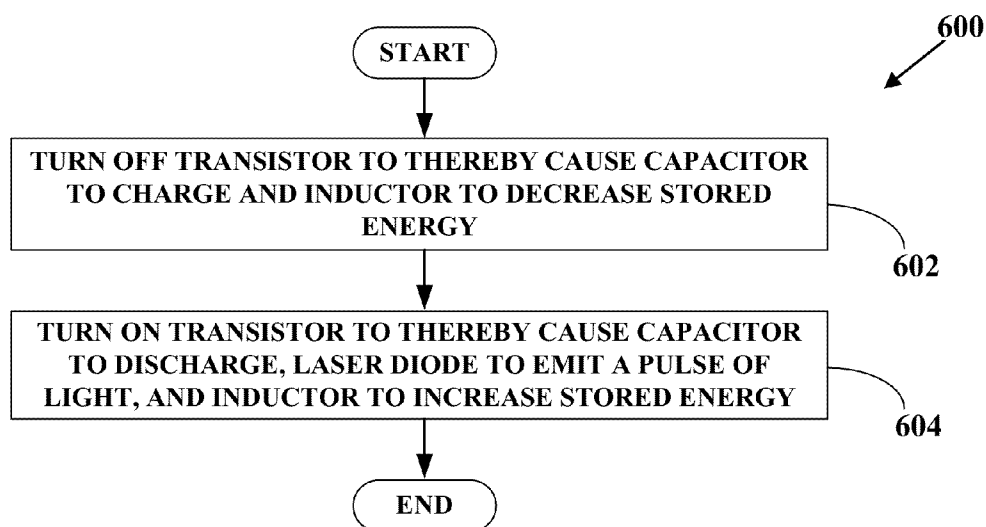 600
START
TURN OFF TRANSISTOR TO THEREBY CAUSE CAPACITOR
TO CHARGE AND INDUCTOR TO DECREASE STORED
ENERGY
602
TURN ON TRANSISTOR TO THEREBY CAUSE CAPACITOR
TO DISCHARGE, LASER DIODE TO EMIT A PULSE OF
LIGHT, AND INDUCTOR TO INCREASE STORED ENERGY
604
END